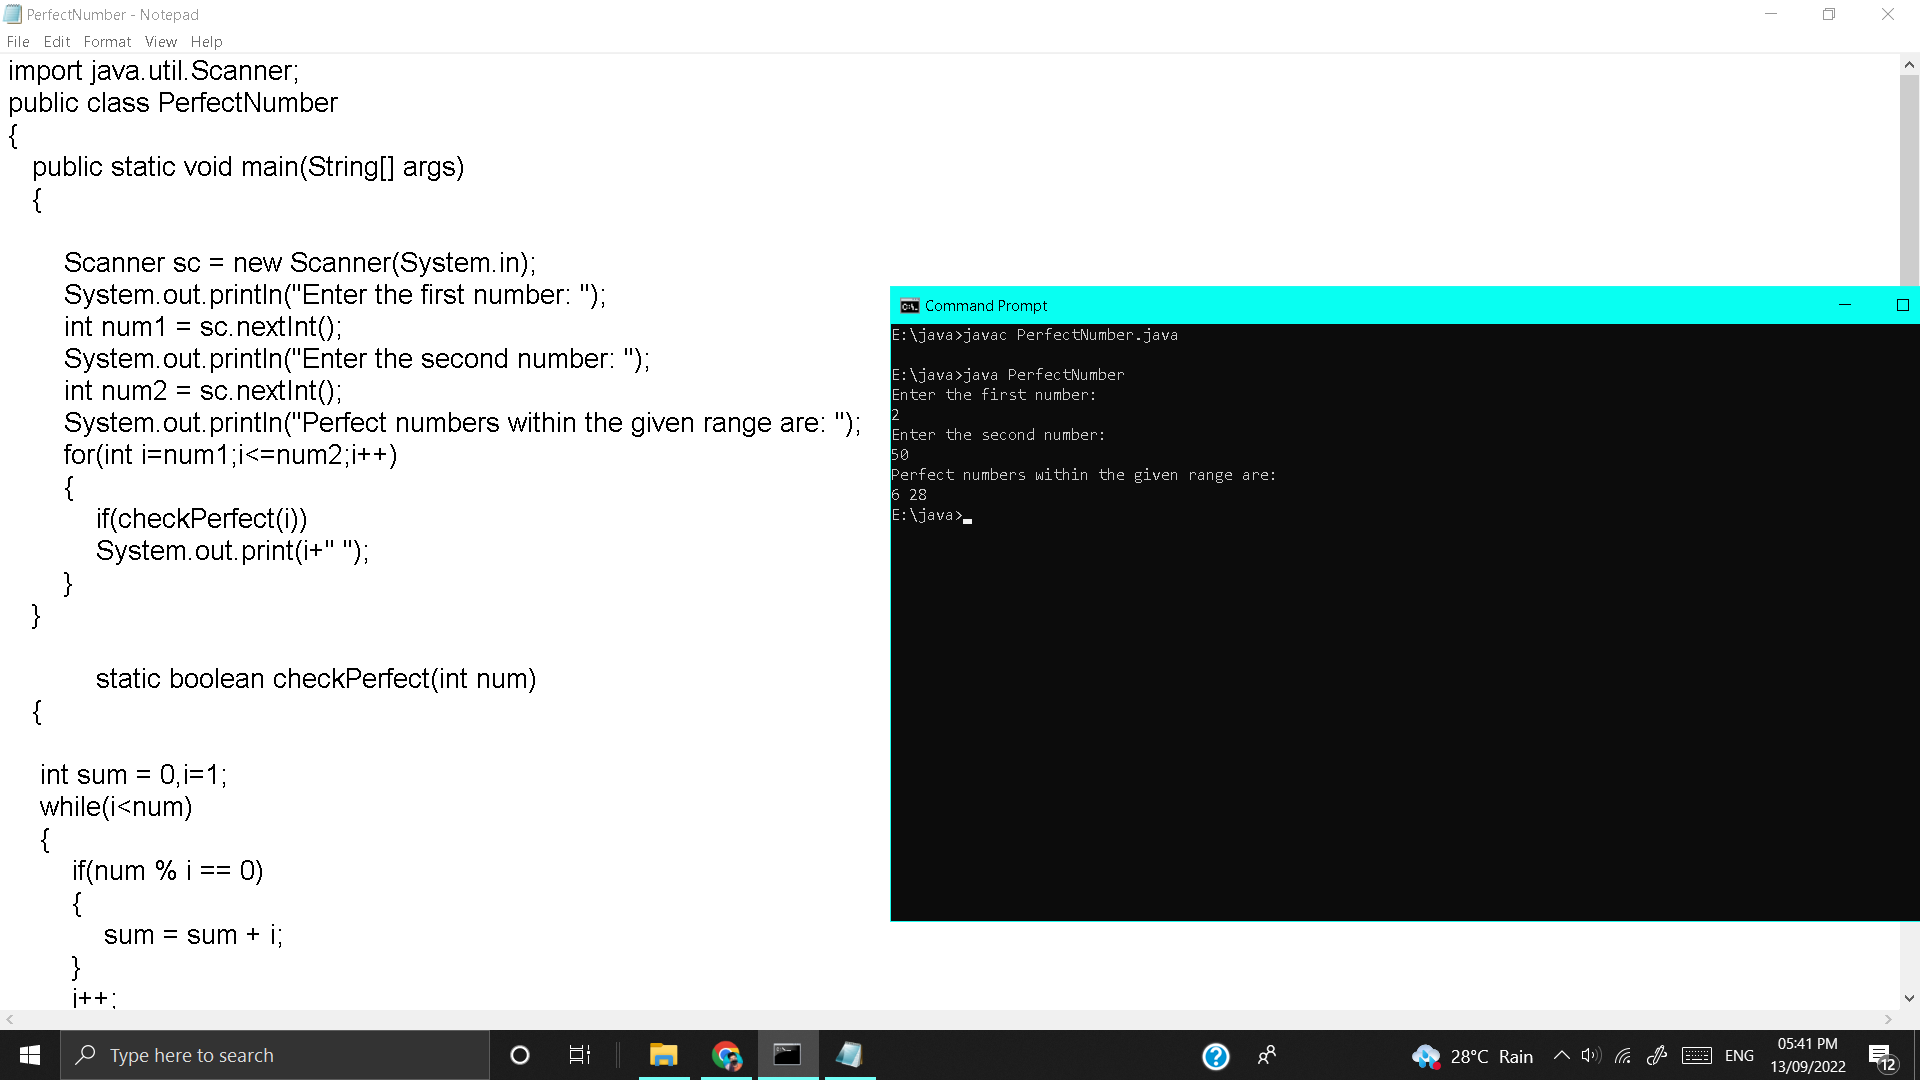 PerfectNumber - Notepad
File Edit Format View Help
import java.util.Scanner;
public class PerfectNumber
{
public static void main(String[] args)
{
Scanner sc = new Scanner(System.in);
System.out.println("Enter the first number: ");
int num1 = sc.nextInt();
System.out.println("Enter the second number: ");
int num2 = sc.nextInt();
System.out.println("Perfect numbers within the given range are: ");
for(int i=num1;i<=num2;i++)
{
if(checkPerfect(i))
System.out.print(i+" ");
}
}
static boolean checkPerfect(int num)
{
int sum = 0,i=1;
while(i<num)
{
if(num % i == 0)
{
sum = sum + i;
}
i++;
Command Prompt
E:\java>javac PerfectNumber.java
E:\java>java PerfectNumber
Enter the first number:
2
Enter the second number:
50
Perfect numbers within the given range are:
6 28
E:\java>
Type here to search
28°C Rain
ENG
05:41 PM
13/09/2022
12